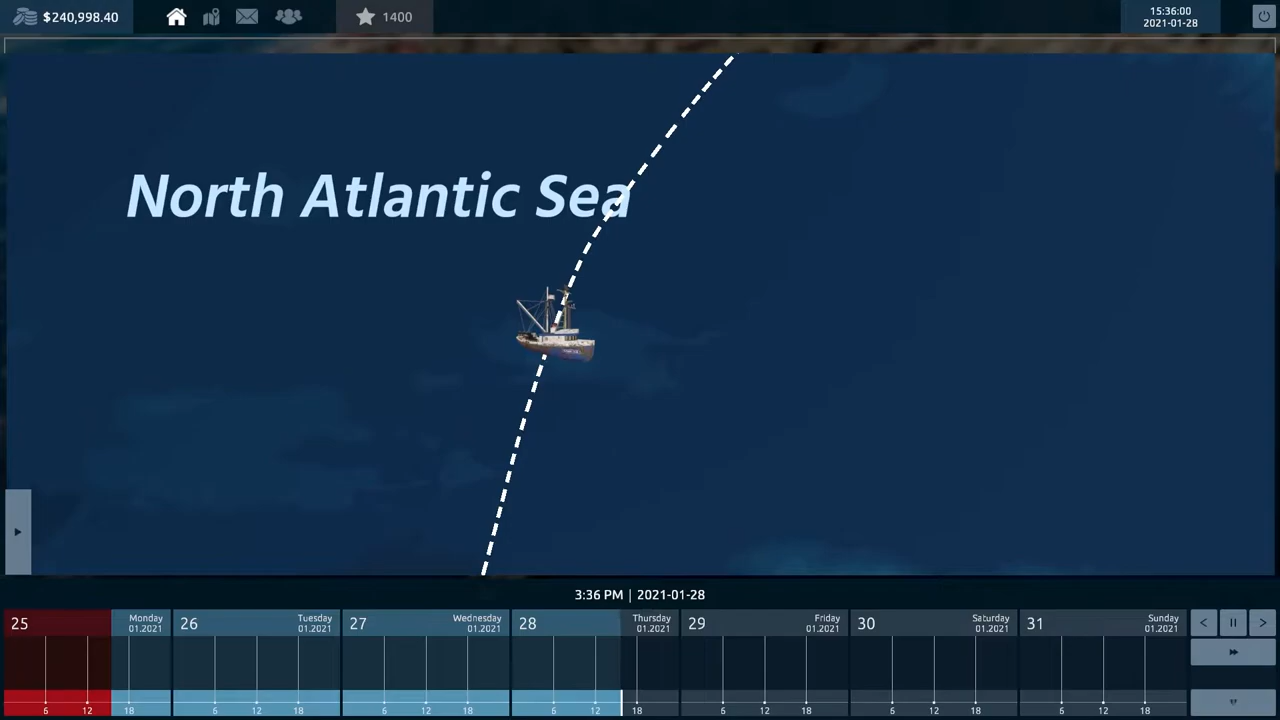 $240,998.40
1400
15:36:00
2021-01-28
North Atlantic Sea
3:36 PM | 2021-01-28
25 Monday 01.2021
26 Tuesday 01.2021
27 Wednesday 01.2021
28 Thursday 01.2021
29 Friday 01.2021
30 Saturday 01.2021
31 Sunday 01.2021
6 12 18 6 12 18 6 12 18 6 12 18 6 12 18 6 12 18 6 12 18